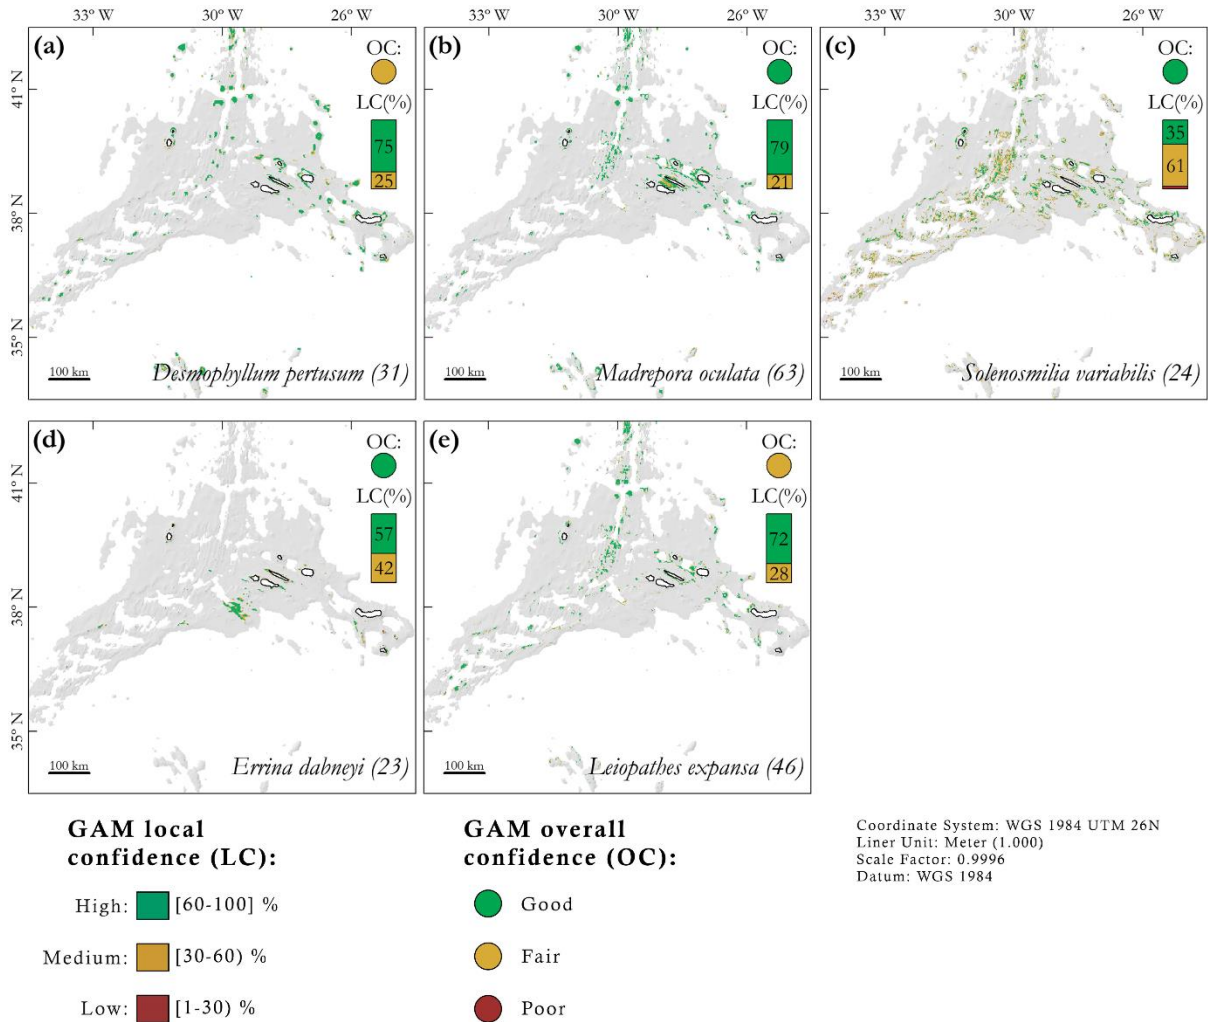 33° W 30° W 26° W 33° W 30° W 26° W 33° W 30° W 26° W
(a) OC:
LC(%)
75
25
41° N
38° N
35° N
100 km
Desmophyllum pertusum (31)
(b) OC:
LC(%)
79
21
100 km
Madrepora oculata (63)
(c) OC:
LC(%)
35
61
100 km
Solenosmilia variabilis (24)
(d) OC:
LC(%)
57
42
41° N
38° N
35° N
100 km
Errina dabneyi (23)
(e) OC:
LC(%)
72
28
100 km
Leiopathes expansa (46)
33° W 30° W 26° W
GAM local
confidence (LC):
High: [60-100] %
Medium: [30-60) %
Low: [1-30) %
GAM overall
confidence (OC):
Good
Fair
Poor
Coordinate System: WGS 1984 UTM 26N
Liner Unit: Meter (1.000)
Scale Factor: 0.9996
Datum: WGS 1984